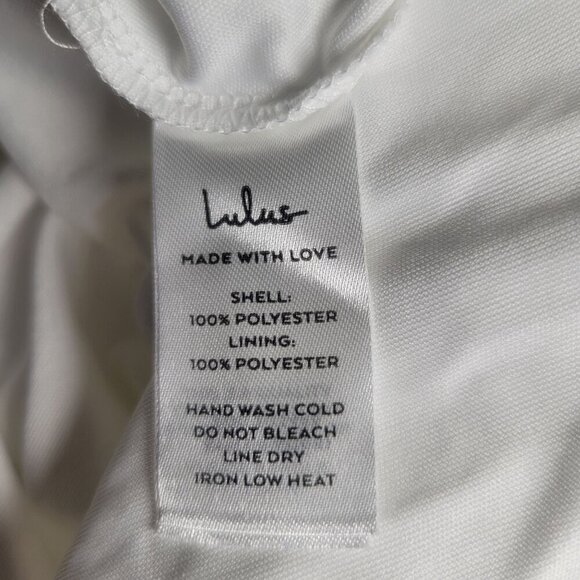 Lulus
MADE WITH LOVE
SHELL:
100% POLYESTER
LINING:
100% POLYESTER
HAND WASH COLD
DO NOT BLEACH
LINE DRY
IRON LOW HEAT